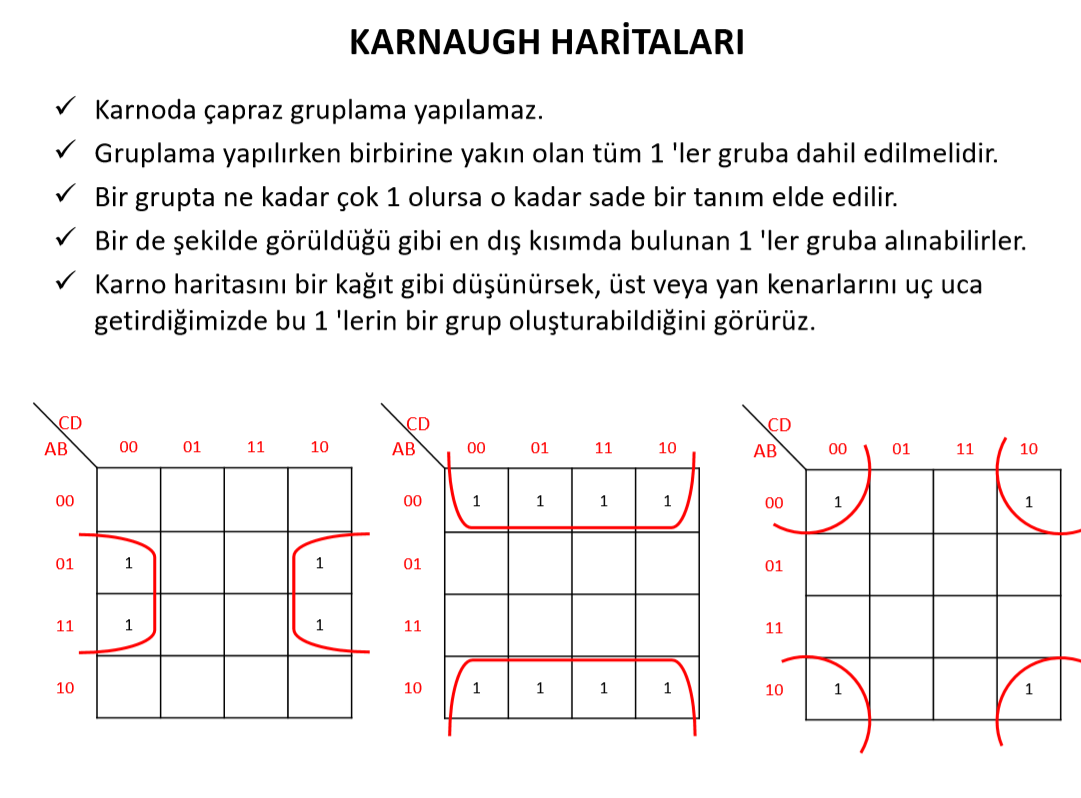 KARNAUGH HARİTALARI
✓ Karnoda çapraz gruplama yapılamaz.
✓ Gruplama yapılırken birbirine yakın olan tüm 1 'ler gruba dahil edilmelidir.
✓ Bir grupta ne kadar çok 1 olursa o kadar sade bir tanım elde edilir.
✓ Bir de şekilde görüldüğü gibi en dış kısımda bulunan 1 'ler gruba alınabilirler.
✓ Karno haritasını bir kağıt gibi düşünürsek, üst veya yan kenarlarını uç uca
getirdiğimizde bu 1 'lerin bir grup oluşturabildiğini görürüz.
CD
AB 00 01 11 10
00
01 1 1
11 1 1
10
CD
AB 00 01 11 10
00 1 1 1 1
01
11
10 1 1 1 1
CD
AB 00 01 11 10
00 1 1
01
11
10 1 1